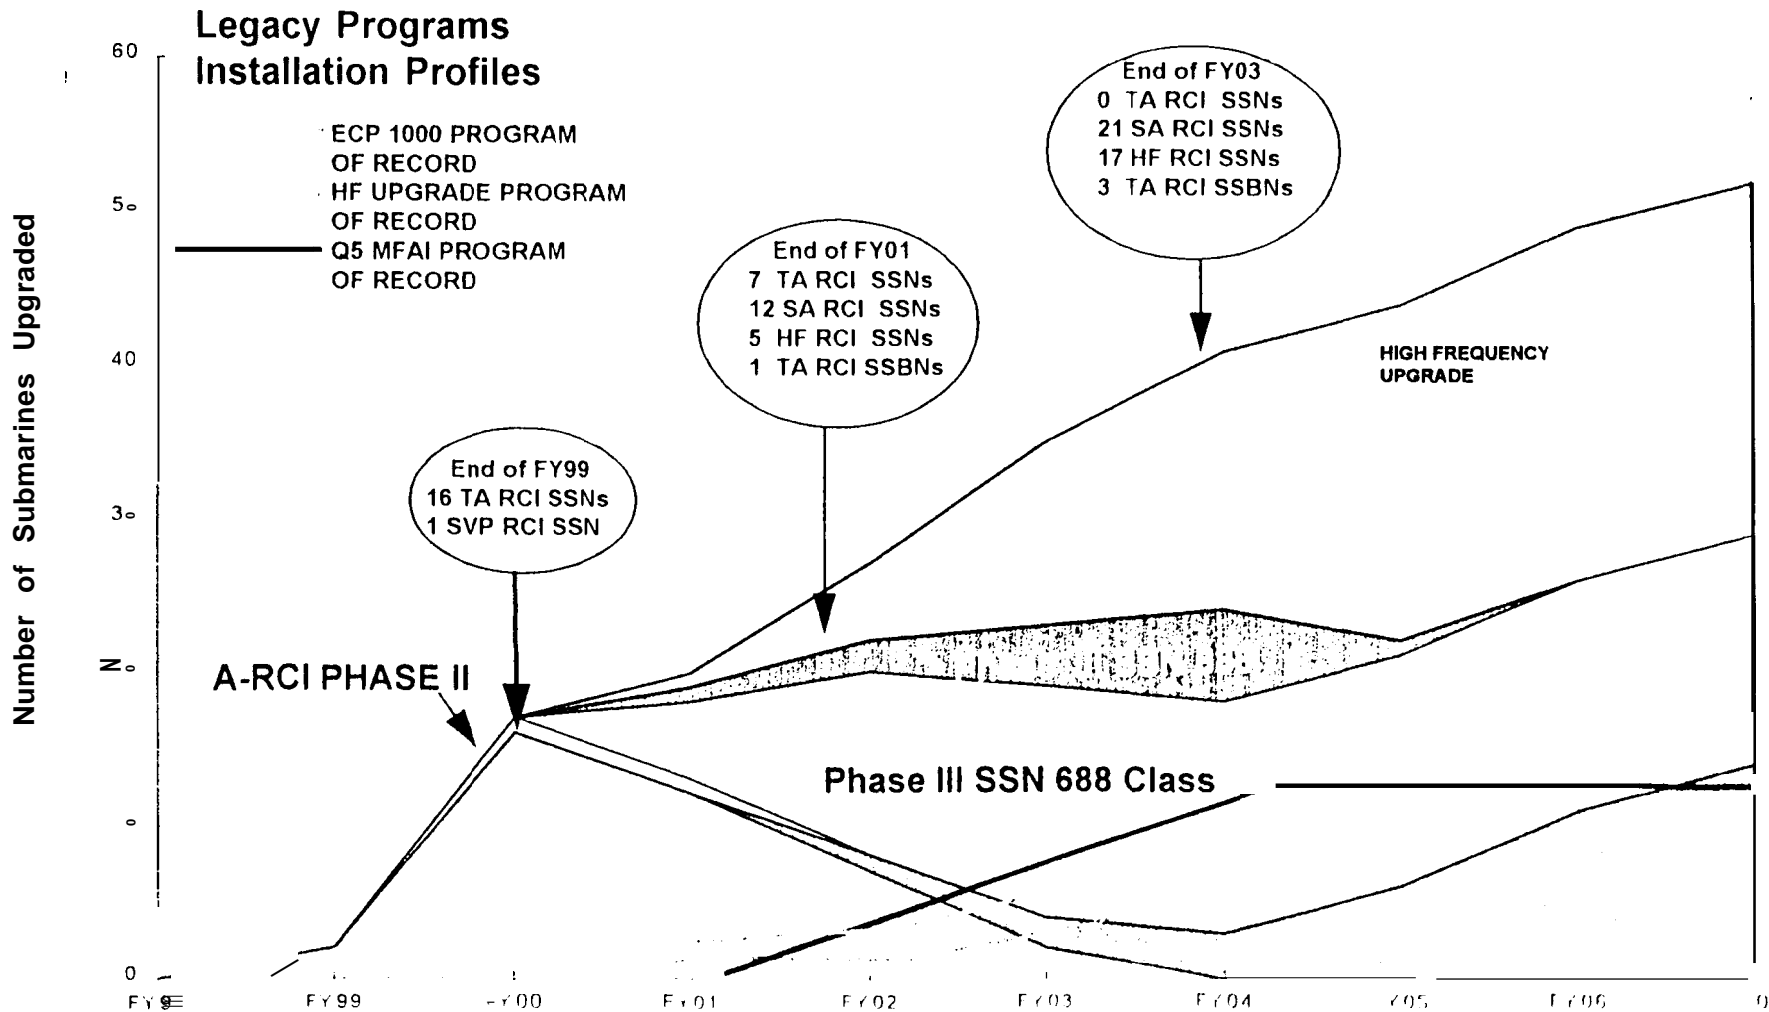 Legacy Programs
Installation Profiles
ECP 1000 PROGRAM
OF RECORD
HF UPGRADE PROGRAM
OF RECORD
Q5 MFAI PROGRAM
OF RECORD
End of FY03
0 TA RCI SSNs
21 SA RCI SSNs
17 HF RCI SSNs
3 TA RCI SSBNs
End of FY01
7 TA RCI SSNs
12 SA RCI SSNs
5 HF RCI SSNs
1 TA RCI SSBNs
End of FY99
16 TA RCI SSNs
1 SVP RCI SSN
HIGH FREQUENCY
UPGRADE
A-RCI PHASE II
Phase III SSN 688 Class
Number of Submarines Upgraded
60
50
40
30
0
FY99
FY01
FY02
FY03
FY04